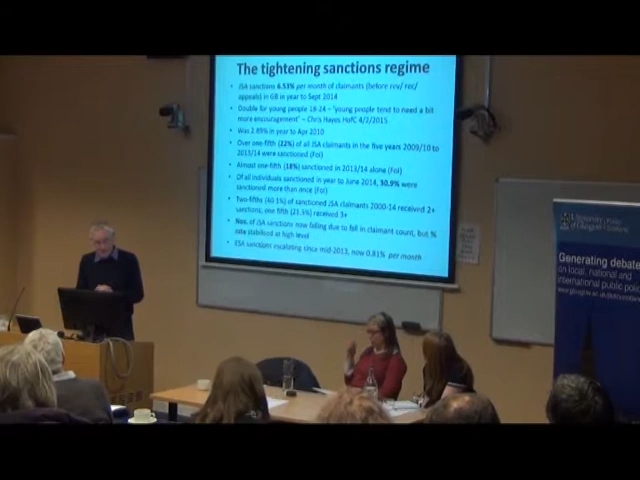 The tightening sanctions regime
JSA sanctions 6.53% per month of claimants (before rev/ rec/
appeals) in GB in year to Sept 2014
Double for young people 18-24 – 'young people tend to need a bit
more encouragement' – Chris Hayes HofC 4/2/2015
Was 2.89% in year to Apr 2010
Over one-fifth (22%) of all JSA claimants in the five years 2009/10 to
2013/14 were sanctioned (FoI)
Almost one-fifth (18%) sanctioned in 2013/14 alone (FoI)
Of all individuals sanctioned in year to June 2014, 30.9% were
sanctioned more than once (FoI)
Two-fifths (40.1%) of sanctioned JSA claimants 2000-14 received 2+
sanctions; one fifth (21.5%) received 3+
Nos. of JSA sanctions now falling due to fall in claimant count, but %
rate stabilised at high level
ESA sanctions escalating since mid-2013, now 0.81% per month
Generating debate
on local, national and
international public polic